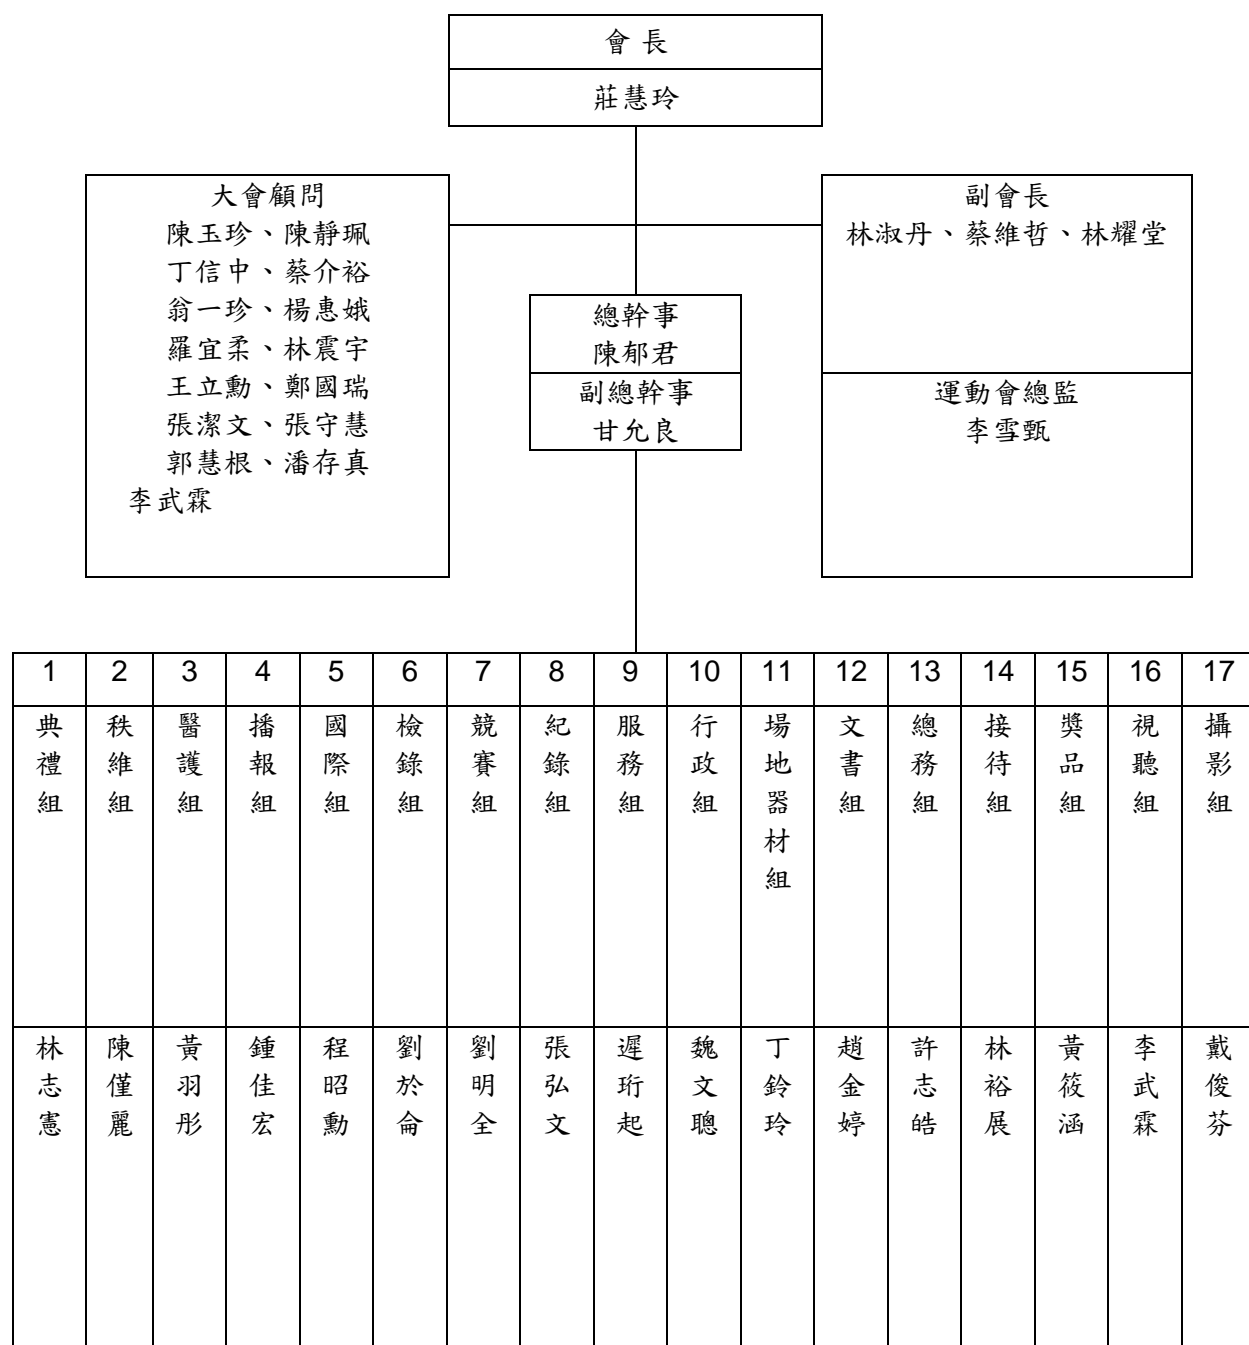 會 長
莊慧玲
大會顧問
陳玉珍、陳靜珮
丁信中、蔡介裕
翁一珍、楊惠娥
羅宜柔、林震宇
王立勳、鄭國瑞
張潔文、張守慧
郭慧根、潘存真
李武霖
副會長
林淑丹、蔡維哲、林耀堂
總幹事
陳郁君
副總幹事
甘允良
運動會總監
李雪甄
1 2 3 4 5 6 7 8 9 10 11 12 13 14 15 16 17
典禮組
秩維組
醫護組
播報組
國際組
檢錄組
競賽組
紀錄組
服務組
行政組
場地器材組
文書組
總務組
接待組
獎品組
視聽組
攝影組
林志憲
陳僅麗
黃羽彤
鍾佳宏
程昭勳
劉於侖
劉明全
張弘文
遲珩起
魏文聰
丁鈴玲
趙金婷
許志皓
林裕展
黃筱涵
李武霖
戴俊芬